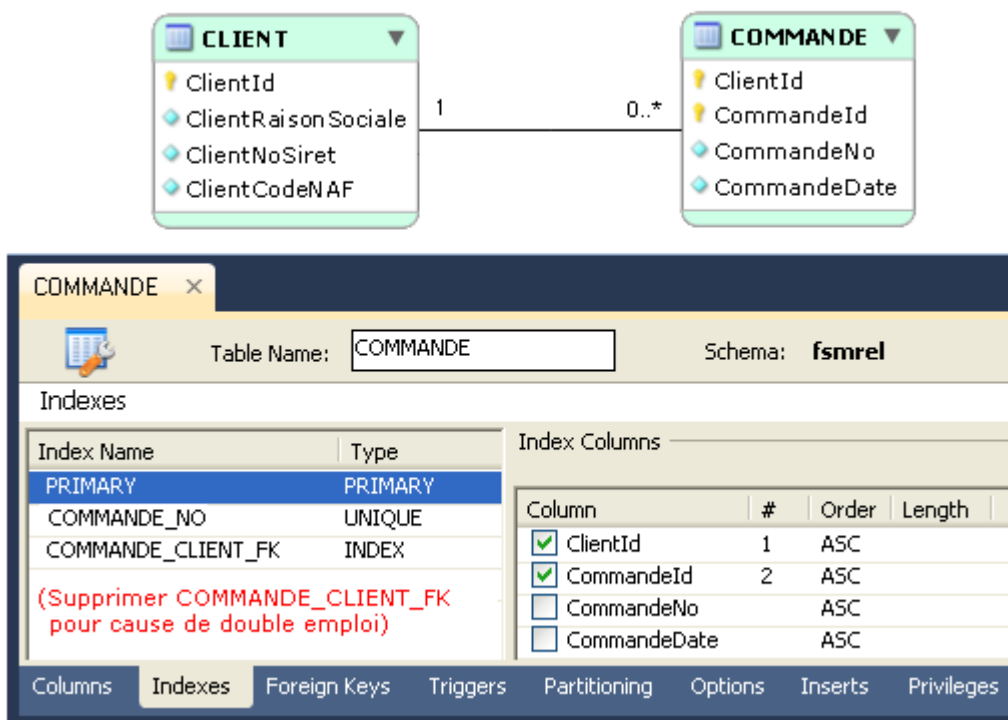 CLIENT
ClientId
ClientRaisonSociale
ClientNoSiret
ClientCodeNAF
1
0..*
COMMANDE
ClientId
CommandeId
CommandeNo
CommandeDate
COMMANDE
Table Name: COMMANDE Schema: fsmrel
Indexes
Index Name Type
PRIMARY PRIMARY
COMMANDE_NO UNIQUE
COMMANDE_CLIENT_FK INDEX
(Supprimer COMMANDE_CLIENT_FK
pour cause de double emploi)
Index Columns
Column # Order Length
ClientId 1 ASC
CommandeId 2 ASC
CommandeNo ASC
CommandeDate ASC
Columns Indexes Foreign Keys Triggers Partitioning Options Inserts Privileges